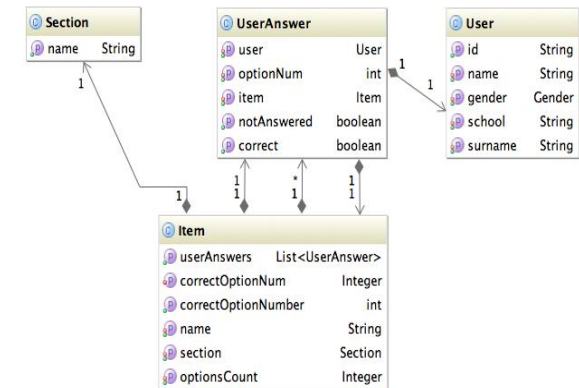 Section
name String
UserAnswer
user User
optionNum int
item Item
notAnswered boolean
correct boolean
User
id String
name String
gender Gender
school String
surname String
1
1
1
1
1
1
*
1
1
1
Item
userAnswers List<UserAnswer>
correctOptionNum Integer
correctOptionNumber int
name String
section Section
optionsCount Integer